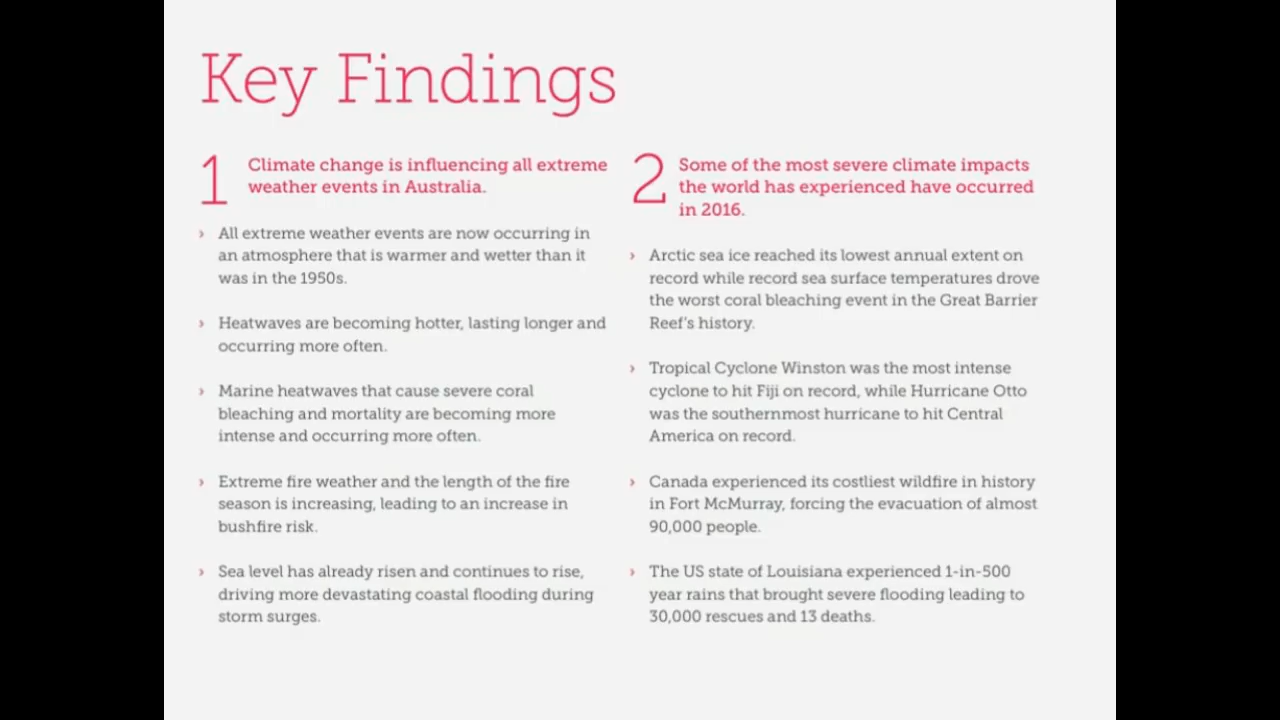 Key Findings
1
Climate change is influencing all extreme
weather events in Australia.
› All extreme weather events are now occurring in
an atmosphere that is warmer and wetter than it
was in the 1950s.
› Heatwaves are becoming hotter, lasting longer and
occurring more often.
› Marine heatwaves that cause severe coral
bleaching and mortality are becoming more
intense and occurring more often.
› Extreme fire weather and the length of the fire
season is increasing, leading to an increase in
bushfire risk.
› Sea level has already risen and continues to rise,
driving more devastating coastal flooding during
storm surges.
2
Some of the most severe climate impacts
the world has experienced have occurred
in 2016.
› Arctic sea ice reached its lowest annual extent on
record while record sea surface temperatures drove
the worst coral bleaching event in the Great Barrier
Reef's history.
› Tropical Cyclone Winston was the most intense
cyclone to hit Fiji on record, while Hurricane Otto
was the southernmost hurricane to hit Central
America on record.
› Canada experienced its costliest wildfire in history
in Fort McMurray, forcing the evacuation of almost
90,000 people.
› The US state of Louisiana experienced 1-in-500
year rains that brought severe flooding leading to
30,000 rescues and 13 deaths.